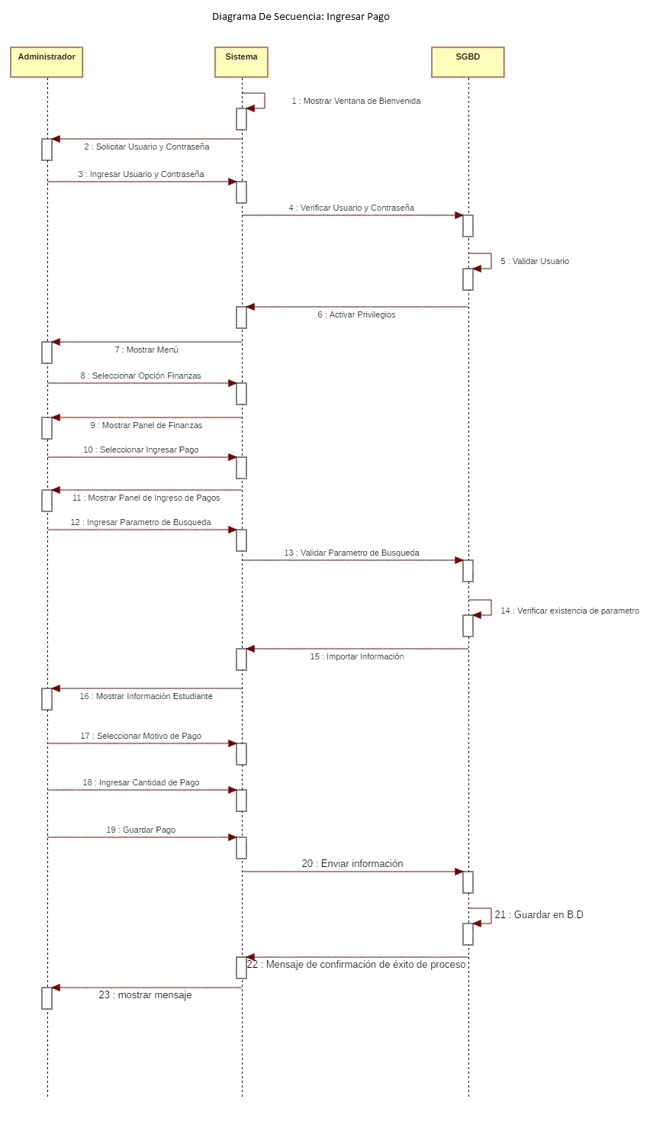 Diagrama De Secuencia: Ingresar Pago
Administrador
Sistema
SGBD
1 : Mostrar Ventana de Bienvenida
2 : Solicitar Usuario y Contraseña
3 : Ingresar Usuario y Contraseña
4 : Verificar Usuario y Contraseña
5 : Validar Usuario
6 : Activar Privilegios
7 : Mostrar Menú
8 : Seleccionar Opción Finanzas
9 : Mostrar Panel de Finanzas
10 : Seleccionar Ingresar Pago
11 : Mostrar Panel de Ingreso de Pagos
12 : Ingresar Parametro de Busqueda
13 : Validar Parametro de Busqueda
14 : Verificar existencia de parametro
15 : Importar Información
16 : Mostrar Información Estudiante
17 : Seleccionar Motivo de Pago
18 : Ingresar Cantidad de Pago
19 : Guardar Pago
20 : Enviar información
21 : Guardar en B.D
22 : Mensaje de confirmación de éxito de proceso
23 : mostrar mensaje